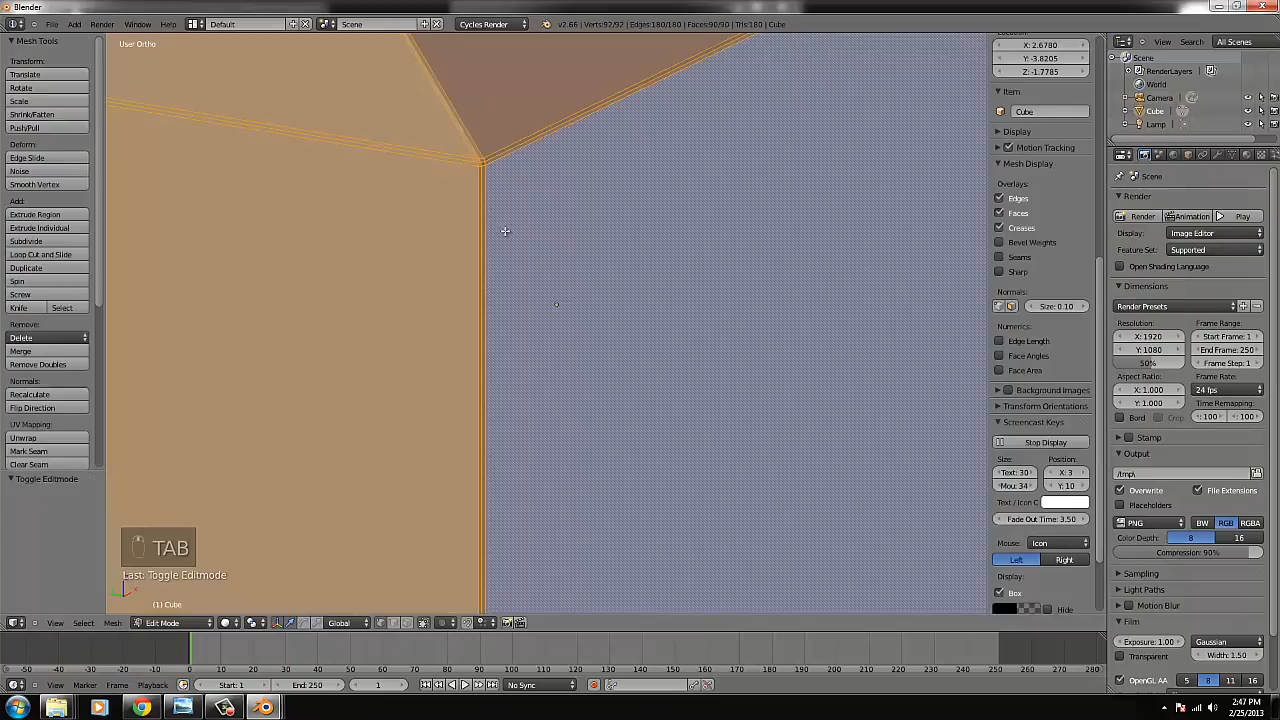 Blender
File Add Render Window Help Default Scene Cycles Render v2.66 | Verts:92/92 | Edges:180/180 | Faces:90/90 | Tris:180 | Cube View Search All Scenes
Mesh Tools
Transform:
Translate
Rotate
Scale
Shrink/Fatten
Push/Pull
Deform:
Edge Slide
Noise
Smooth Vertex
Add:
Extrude Region
Extrude Individual
Subdivide
Loop Cut and Slide
Duplicate
Spin
Screw
Knife Select
Remove:
Delete
Merge
Remove Doubles
Normals:
Recalculate
Flip Direction
UV Mapping:
Unwrap
Mark Seam
Clear Seam
Toggle Editmode
User Ortho
TAB
Last: Toggle Editmode
(1) Cube
X: 2.6780
Y: -3.8205
Z: -1.7785
Item
Cube
Display
Motion Tracking
Mesh Display
Overlays:
Edges
Faces
Creases
Bevel Weights
Seams
Sharp
Normals:
Size: 0.10
Numerics:
Edge Length
Face Angles
Face Area
Background Images
Transform Orientations
Screencast Keys
Stop Display
Size: Position:
Text: 30 X: 3
Mou: 34 Y: 10
Text / Icon C
Fade Out Time: 3.50
Mouse: Icon
Left Right
Display:
Box
Hide
Scene
RenderLayers
World
Camera
Cube
Lamp
Scene
Render
Render Animation Play
Display: Image Editor
Feature Set: Supported
Open Shading Language
Dimensions
Render Presets
Resolution: Frame Range:
X: 1920 Start Frame: 1
Y: 1080 End Frame: 250
50% Frame Step: 1
Aspect Ratio: Frame Rate:
X: 1.000 24 fps
Y: 1.000 Time Remapping:
Bord Crop :100 :100
Stamp
Output
/tmp\
Overwrite File Extensions
Placeholders
PNG BW RGB RGBA
Color Depth: 8 16
Compression: 90%
Sampling
Light Paths
Motion Blur
Film
Exposure: 1.00 Gaussian
Transparent Width: 1.50
OpenGL AA 5 8 11 16
View Select Mesh Edit Mode Global
-50 -40 -30 -20 -10 0 10 20 30 40 50 60 70 80 90 100 110 120 130 140 150 160 170 180 190 200 210 220 230 240 250 260 270 280
View Marker Frame Playback Start: 1 End: 250 1 No Sync
2:47 PM
2/25/2013